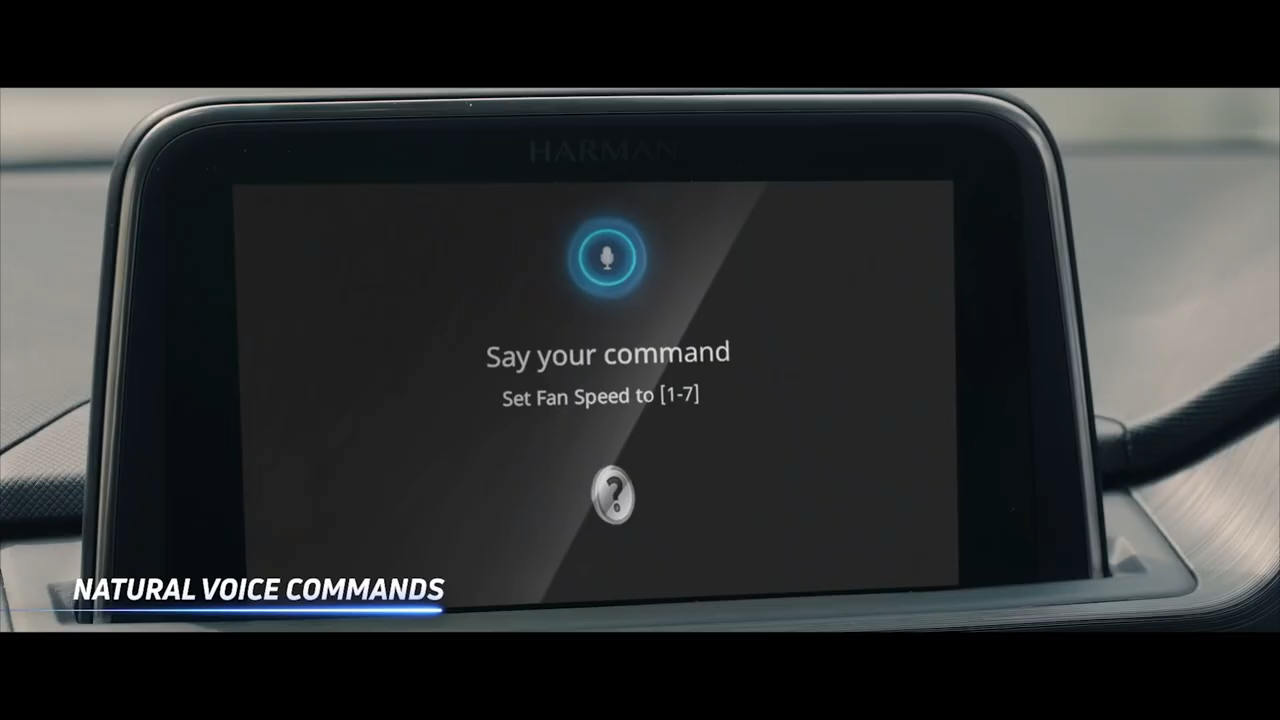 HARMAN
Say your command
Set Fan Speed to [1-7]
?
NATURAL VOICE COMMANDS